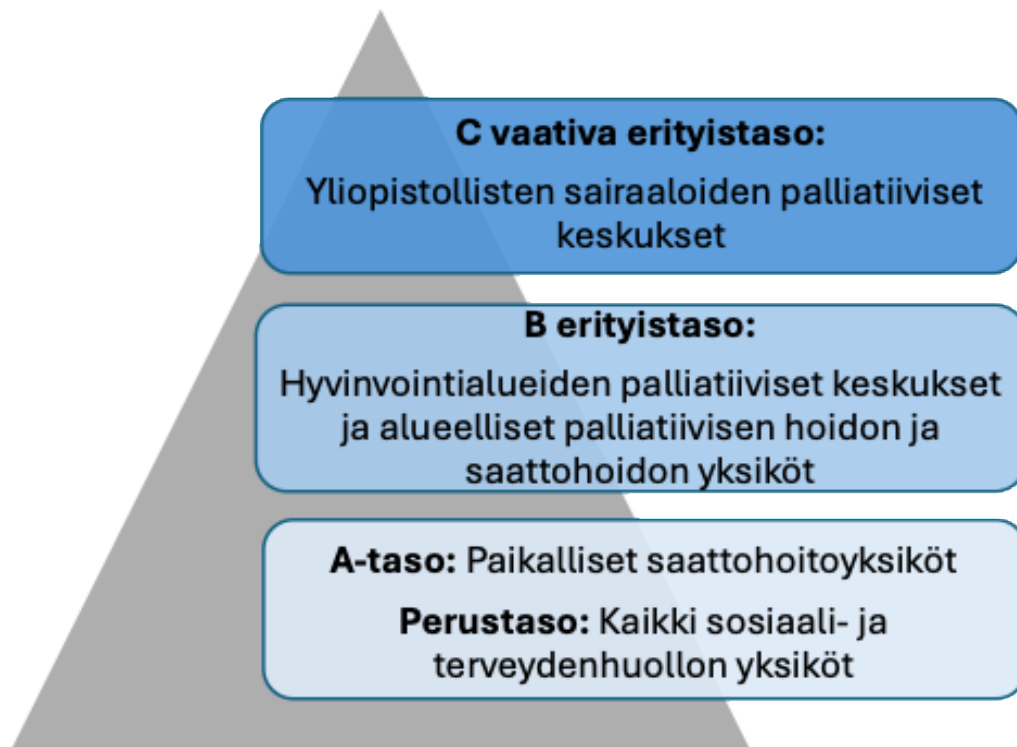 C vaativa erityistaso:
Yliopistollisten sairaaloiden palliatiiviset
keskukset
B erityistaso:
Hyvinvointialueiden palliatiiviset keskukset
ja alueelliset palliatiivisen hoidon ja
saattohoidon yksiköt
A-taso: Paikalliset saattohoitoyksiköt
Perustaso: Kaikki sosiaali- ja
terveydenhuollon yksiköt